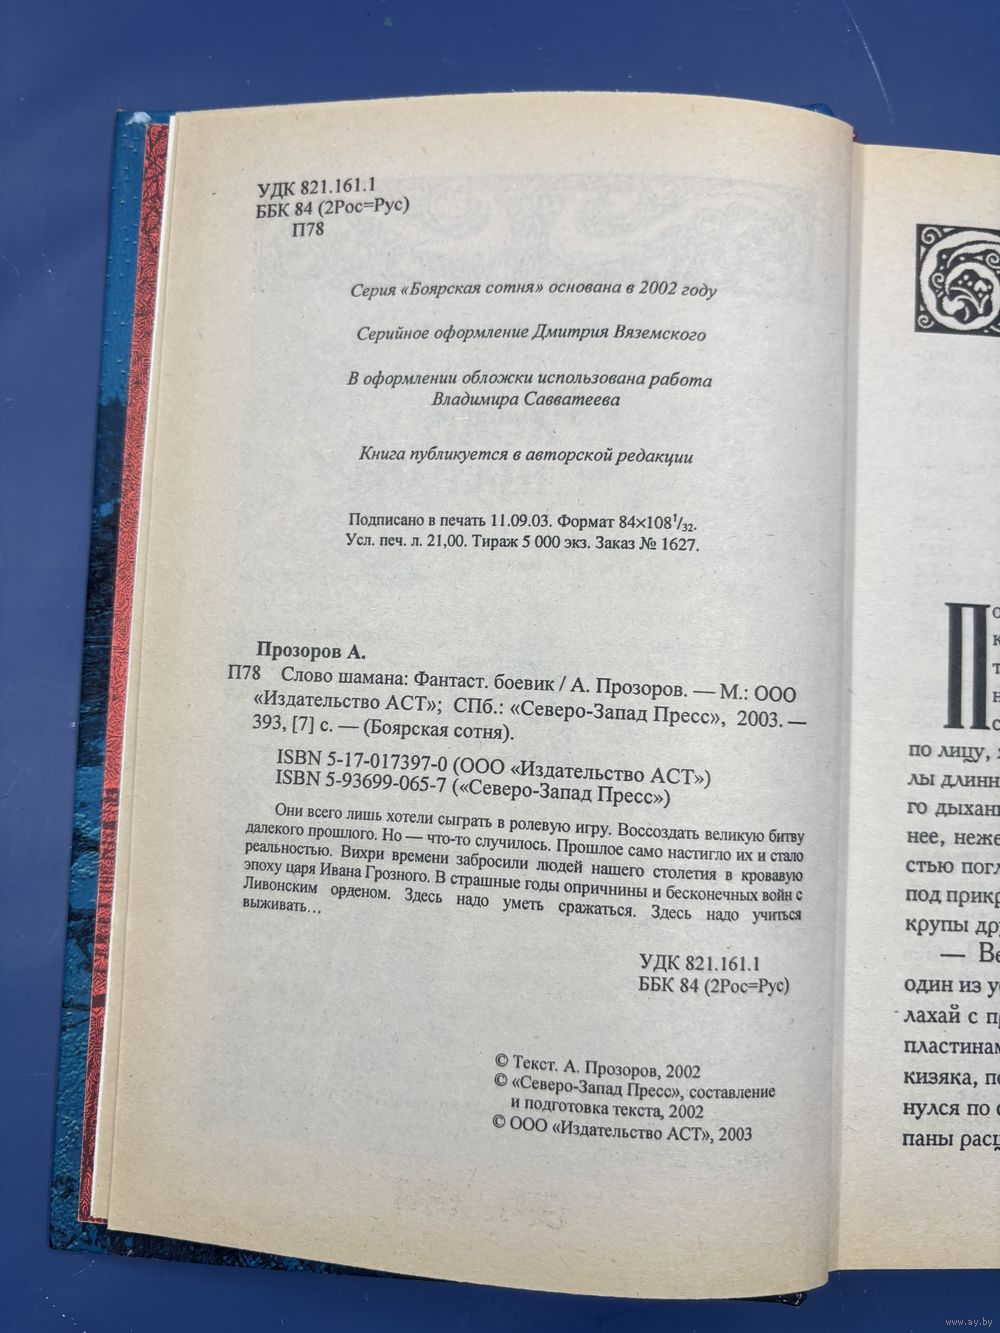 УДК 821.161.1
ББК 84 (2Рос=Рус)
П78
Серия «Боярская сотня» основана в 2002 году
Серийное оформление Дмитрия Вяземского
В оформлении обложки использована работа
Владимира Савватеева
Книга публикуется в авторской редакции
Подписано в печать 11.09.03. Формат 84×108 1/32.
Усл. печ. л. 21,00. Тираж 5 000 экз. Заказ № 1627.
Прозоров А.
П78 Слово шамана: Фантаст. боевик / А. Прозоров. — М.: ООО
«Издательство АСТ»; СПб.: «Северо-Запад Пресс», 2003. —
393, [7] с. — (Боярская сотня).
ISBN 5-17-017397-0 (ООО «Издательство АСТ»)
ISBN 5-93699-065-7 («Северо-Запад Пресс»)
Они всего лишь хотели сыграть в ролевую игру. Воссоздать великую битву
далекого прошлого. Но — что-то случилось. Прошлое само настигло их и стало
реальностью. Вихри времени забросили людей нашего столетия в кровавую
эпоху царя Ивана Грозного. В страшные годы опричнины и бесконечных войн с
Ливонским орденом. Здесь надо уметь сражаться. Здесь надо учиться
выживать...
УДК 821.161.1
ББК 84 (2Рос=Рус)
© Текст. А. Прозоров, 2002
© «Северо-Запад Пресс», составление
и подготовка текста, 2002
© ООО «Издательство АСТ», 2003
П
по лицу,
лы длинн
го дыхан
нее, неже
стью погл
под прикр
крупы др
— Ве
один из у
лахай с п
пластинам
кизяка, по
нулся по
паны расц
www.ay.by